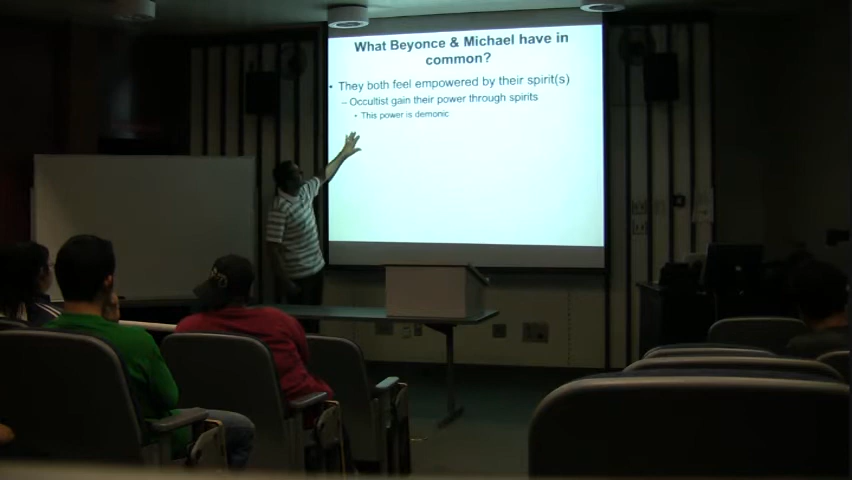 What Beyonce & Michael have in
common?
• They both feel empowered by their spirit(s)
– Occultist gain their power through spirits
• This power is demonic